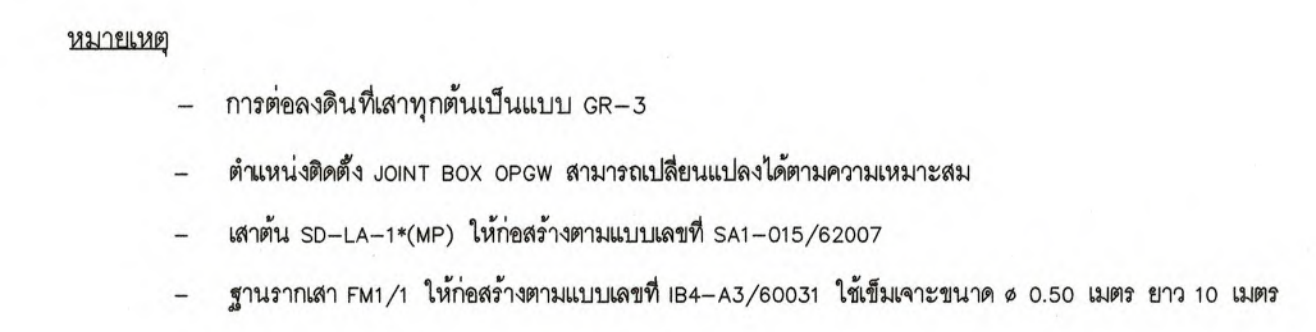 หมายเหตุ
– การต่อลงดินที่เสาทุกต้นเป็นแบบ GR-3
– ตำแหน่งติดตั้ง JOINT BOX OPGW สามารถเปลี่ยนแปลงได้ตามความเหมาะสม
– เสาต้น SD-LA-1*(MP) ให้ก่อสร้างตามแบบเลขที่ SA1-015/62007
– ฐานรากเสา FM1/1 ให้ก่อสร้างตามแบบเลขที่ IB4-A3/60031 ใช้เข็มเจาะขนาด ø 0.50 เมตร ยาว 10 เมตร